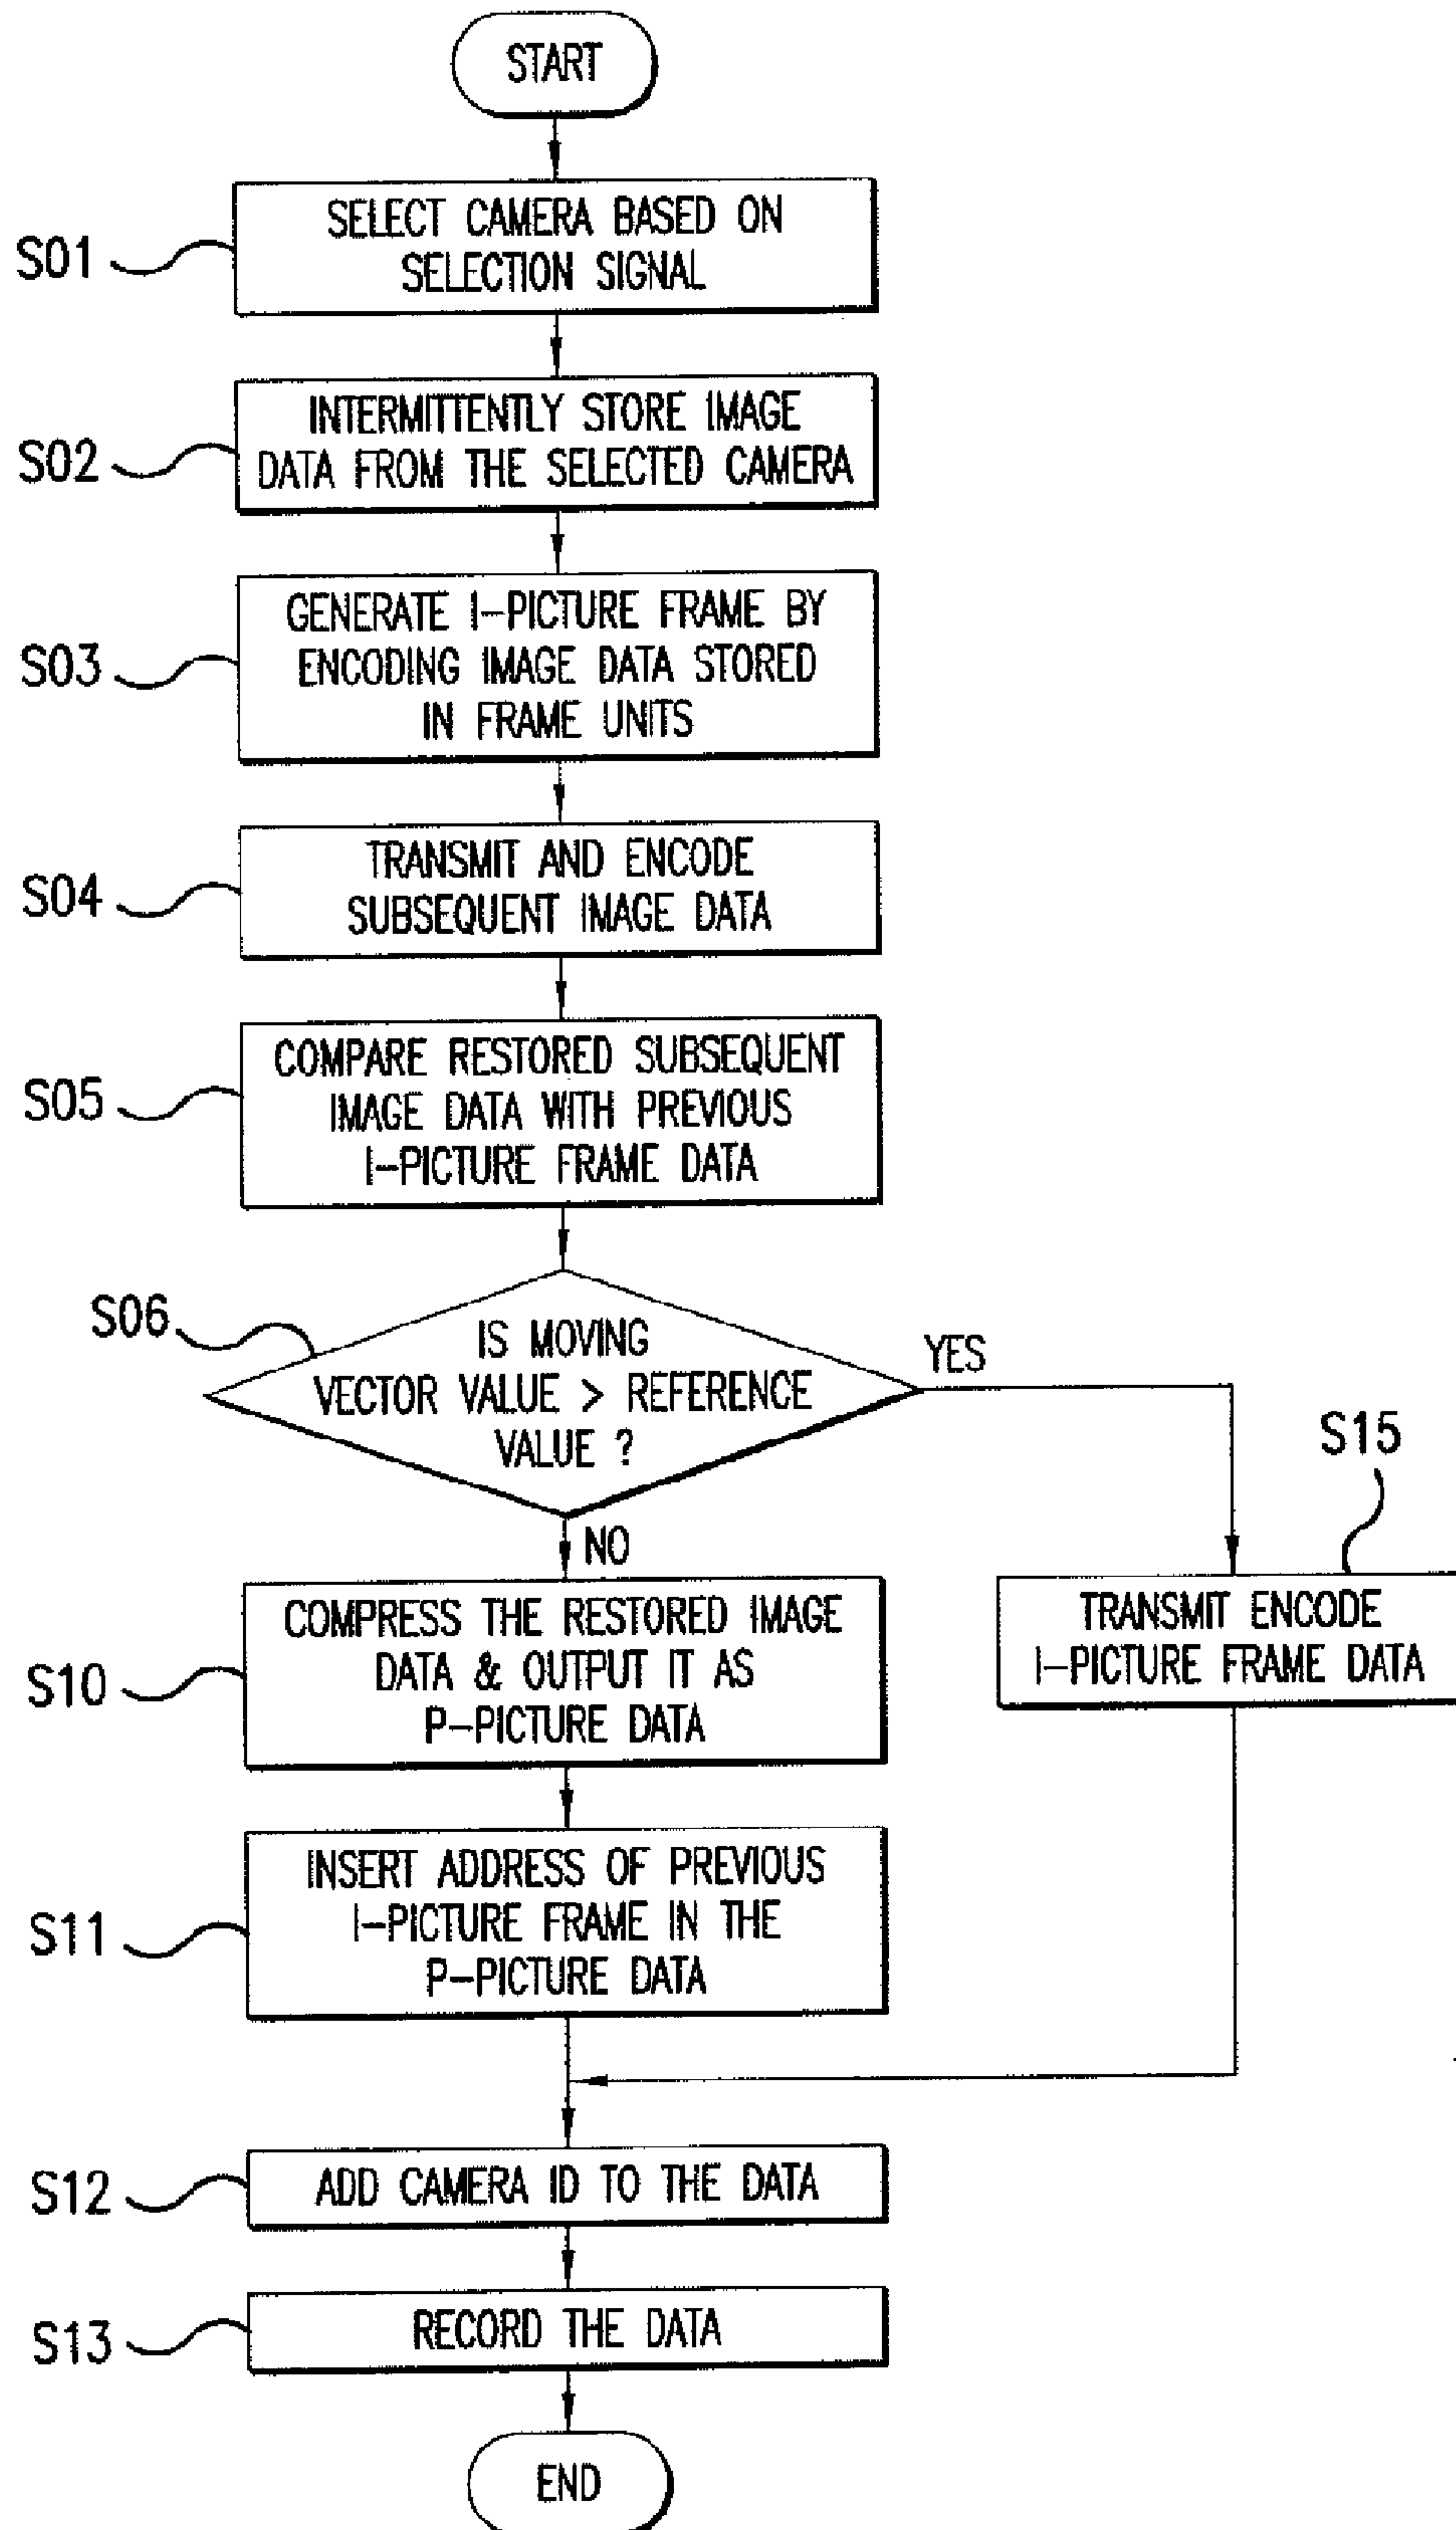 START
S01
SELECT CAMERA BASED ON
SELECTION SIGNAL
S02
INTERMITTENTLY STORE IMAGE
DATA FROM THE SELECTED CAMERA
S03
GENERATE I-PICTURE FRAME BY
ENCODING IMAGE DATA STORED
IN FRAME UNITS
S04
TRANSMIT AND ENCODE
SUBSEQUENT IMAGE DATA
S05
COMPARE RESTORED SUBSEQUENT
IMAGE DATA WITH PREVIOUS
I-PICTURE FRAME DATA
S06
IS MOVING
VECTOR VALUE > REFERENCE
VALUE ?
YES
NO
S15
TRANSMIT ENCODE
I-PICTURE FRAME DATA
S10
COMPRESS THE RESTORED IMAGE
DATA & OUTPUT IT AS
P-PICTURE DATA
S11
INSERT ADDRESS OF PREVIOUS
I-PICTURE FRAME IN THE
P-PICTURE DATA
S12
ADD CAMERA ID TO THE DATA
S13
RECORD THE DATA
END